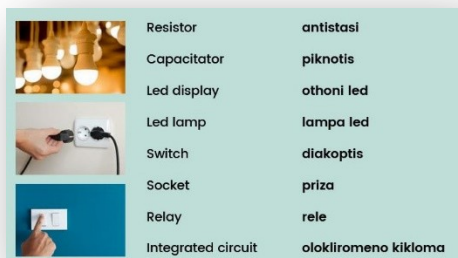 Resistor antistasi
Capacitator piknotis
Led display othoni led
Led lamp lampa led
Switch diakoptis
Socket priza
Relay rele
Integrated circuit olokliromeno kikloma